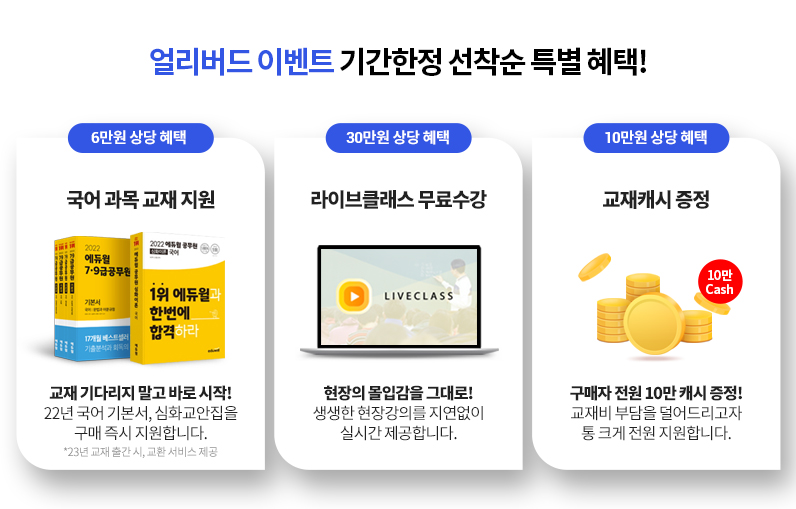 얼리버드 이벤트 기간한정 선착순 특별 혜택!
6만원 상당 혜택
국어 과목 교재 지원
2022
에듀윌
7·9급공무원
기본서
17개월 베스트셀러
2022 에듀윌 공무원
국어
1위 에듀윌과
한번에
합격하라
교재 기다리지 말고 바로 시작!
22년 국어 기본서, 심화교안집을
구매 즉시 지원합니다.
*23년 교재 출간 시, 교환 서비스 제공
30만원 상당 혜택
라이브클래스 무료수강
LIVECLASS
현장의 몰입감을 그대로!
생생한 현장강의를 지연없이
실시간 제공합니다.
10만원 상당 혜택
교재캐시 증정
10만
Cash
구매자 전원 10만 캐시 증정!
교재비 부담을 덜어드리고자
통 크게 전원 지원합니다.